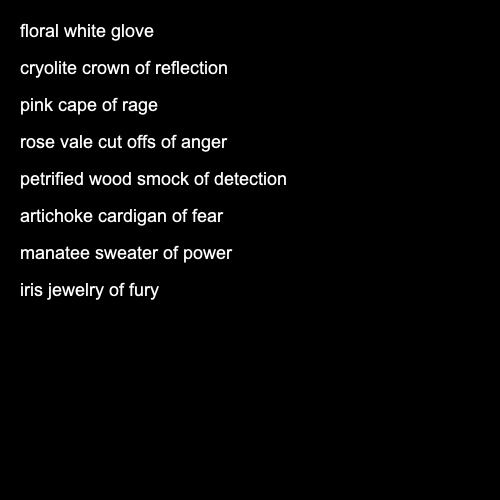 floral white glove
cryolite crown of reflection
pink cape of rage
rose vale cut offs of anger
petrified wood smock of detection
artichoke cardigan of fear
manatee sweater of power
iris jewelry of fury